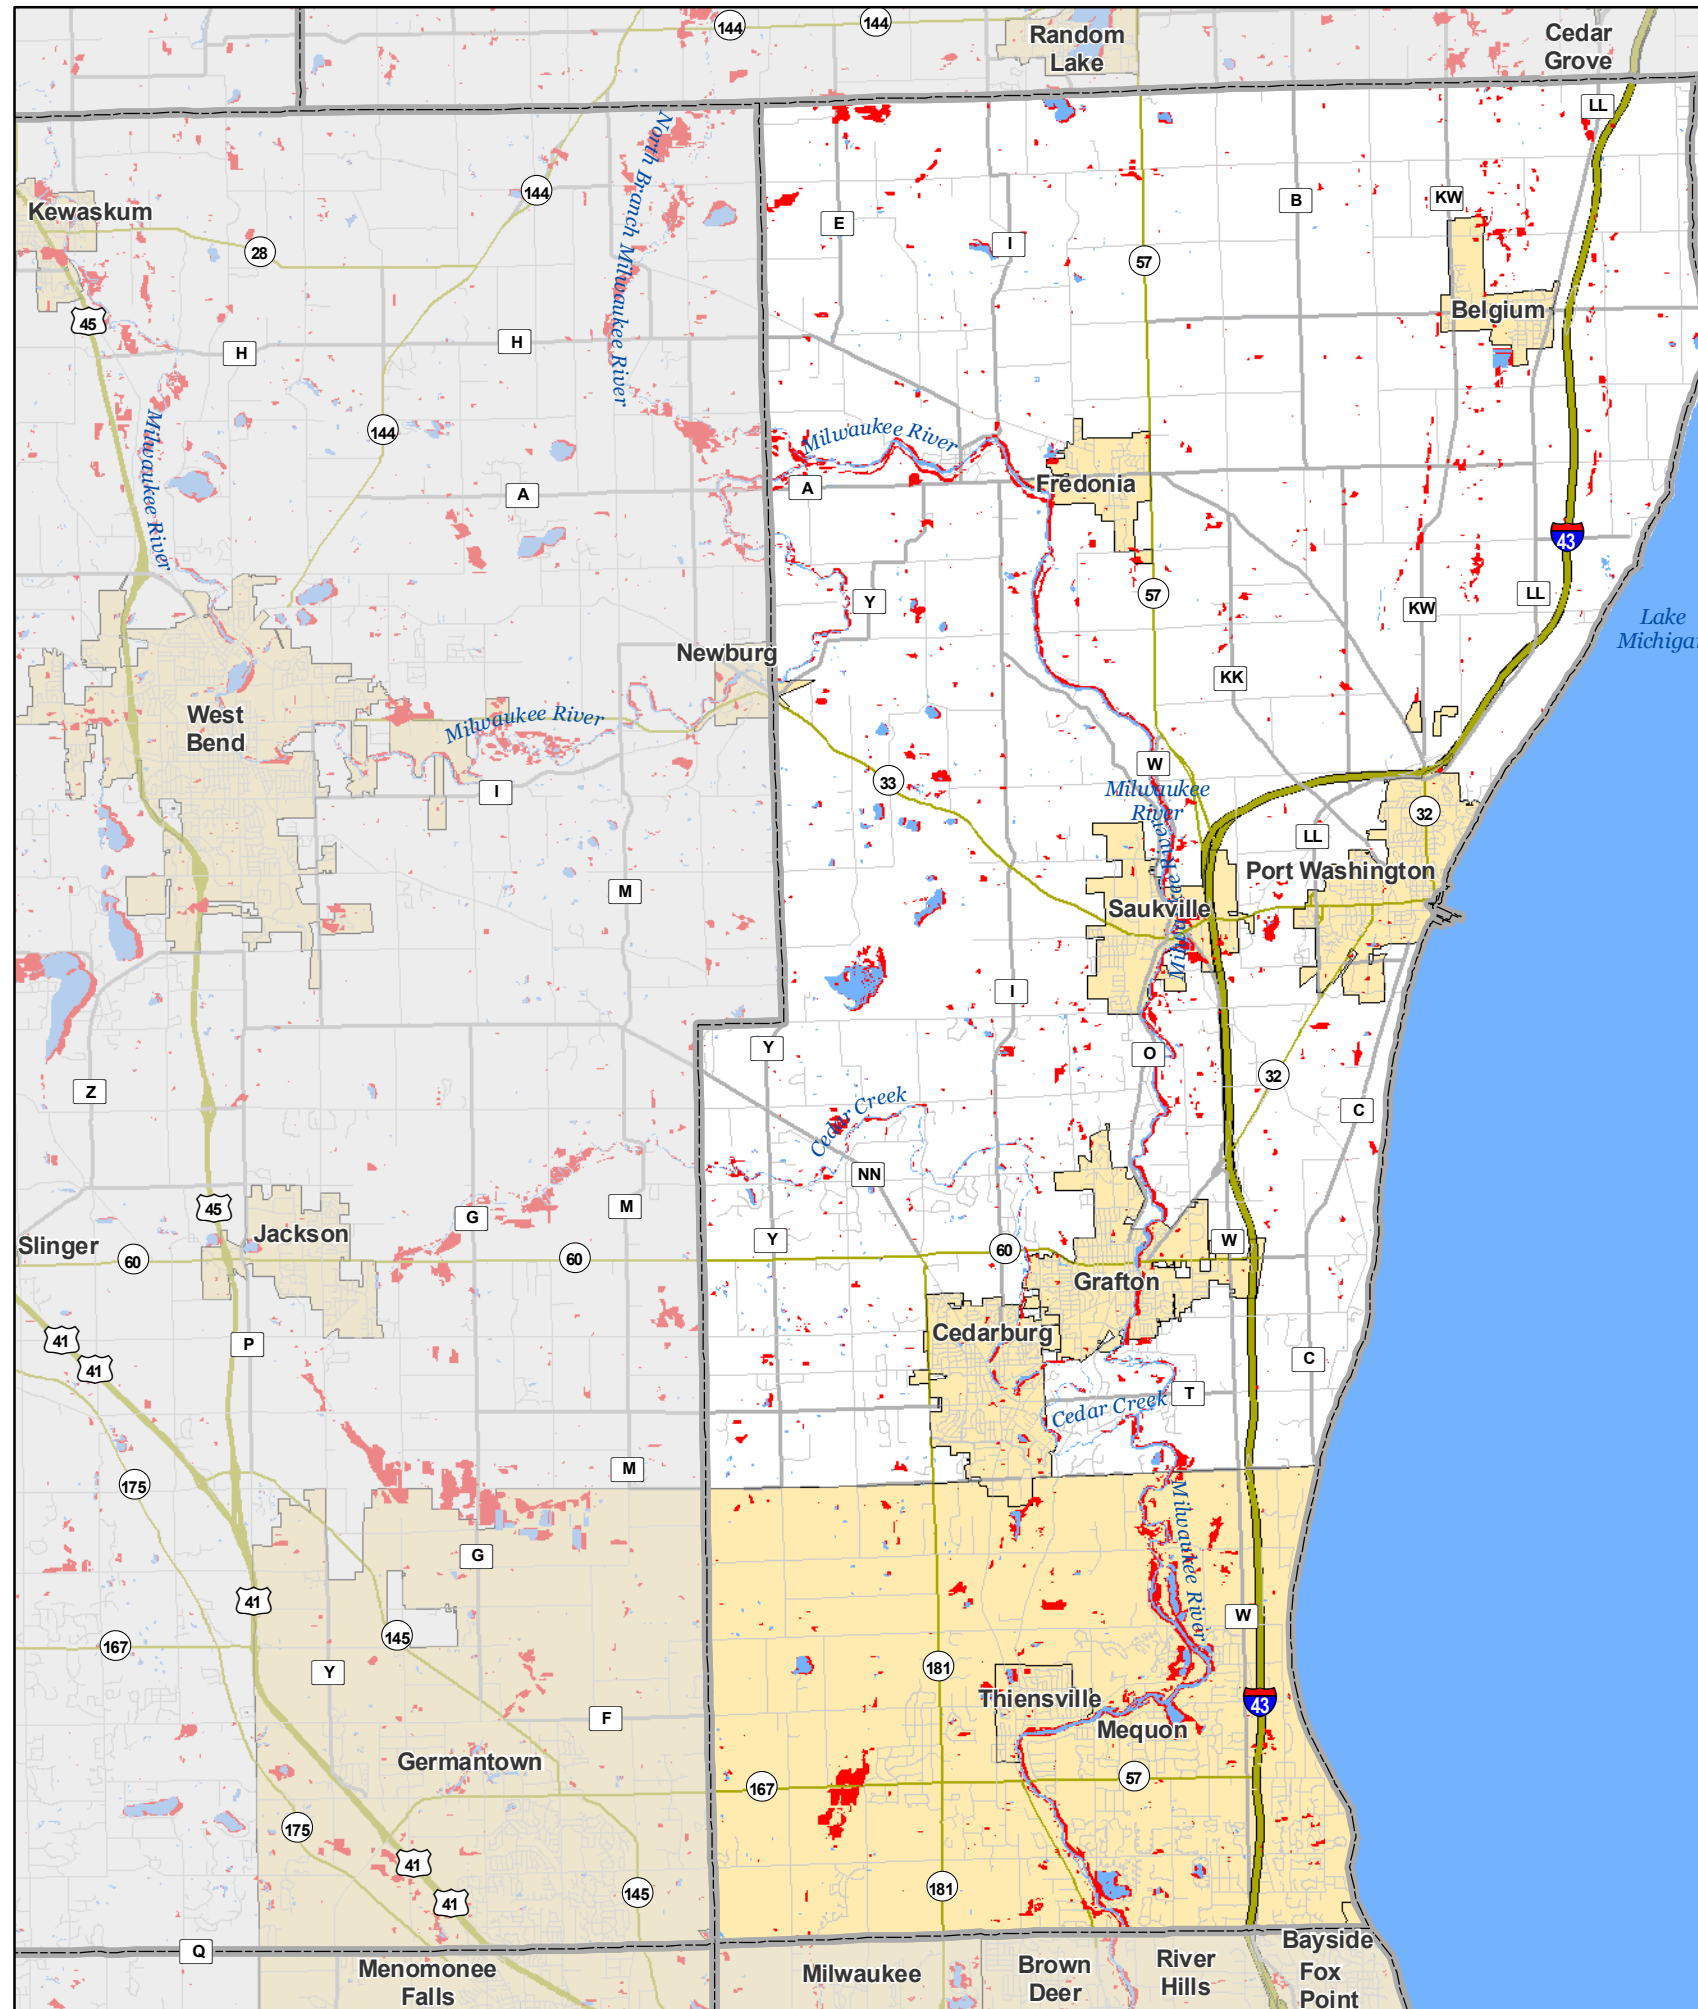 144
144
Random
Lake
Cedar
Grove
LL
North Branch Milwaukee River
144
Kewaskum
E
B
KW
28
I
57
45
Belgium
H
H
Milwaukee River
144
Milwaukee River
A
A
Fredonia
43
57
Y
KW
LL
Lake
Michigan
Newburg
KK
West
Bend
Milwaukee River
W
33
I
Milwaukee
River
32
LL
Port Washington
M
Saukville
Milwaukee River
I
Y
O
32
Z
Cedar Creek
C
NN
45
M
G
Jackson
Y
W
Slinger
60
60
60
Grafton
Cedarburg
41
41
P
C
T
Cedar Creek
M
175
Milwaukee River
G
41
W
167
145
181
Y
Thiensville
43
F
Mequon
Germantown
57
167
175
41
41
145
181
Q
Bayside
Menomonee
Falls
Milwaukee
Brown
Deer
River
Hills
Fox
Point